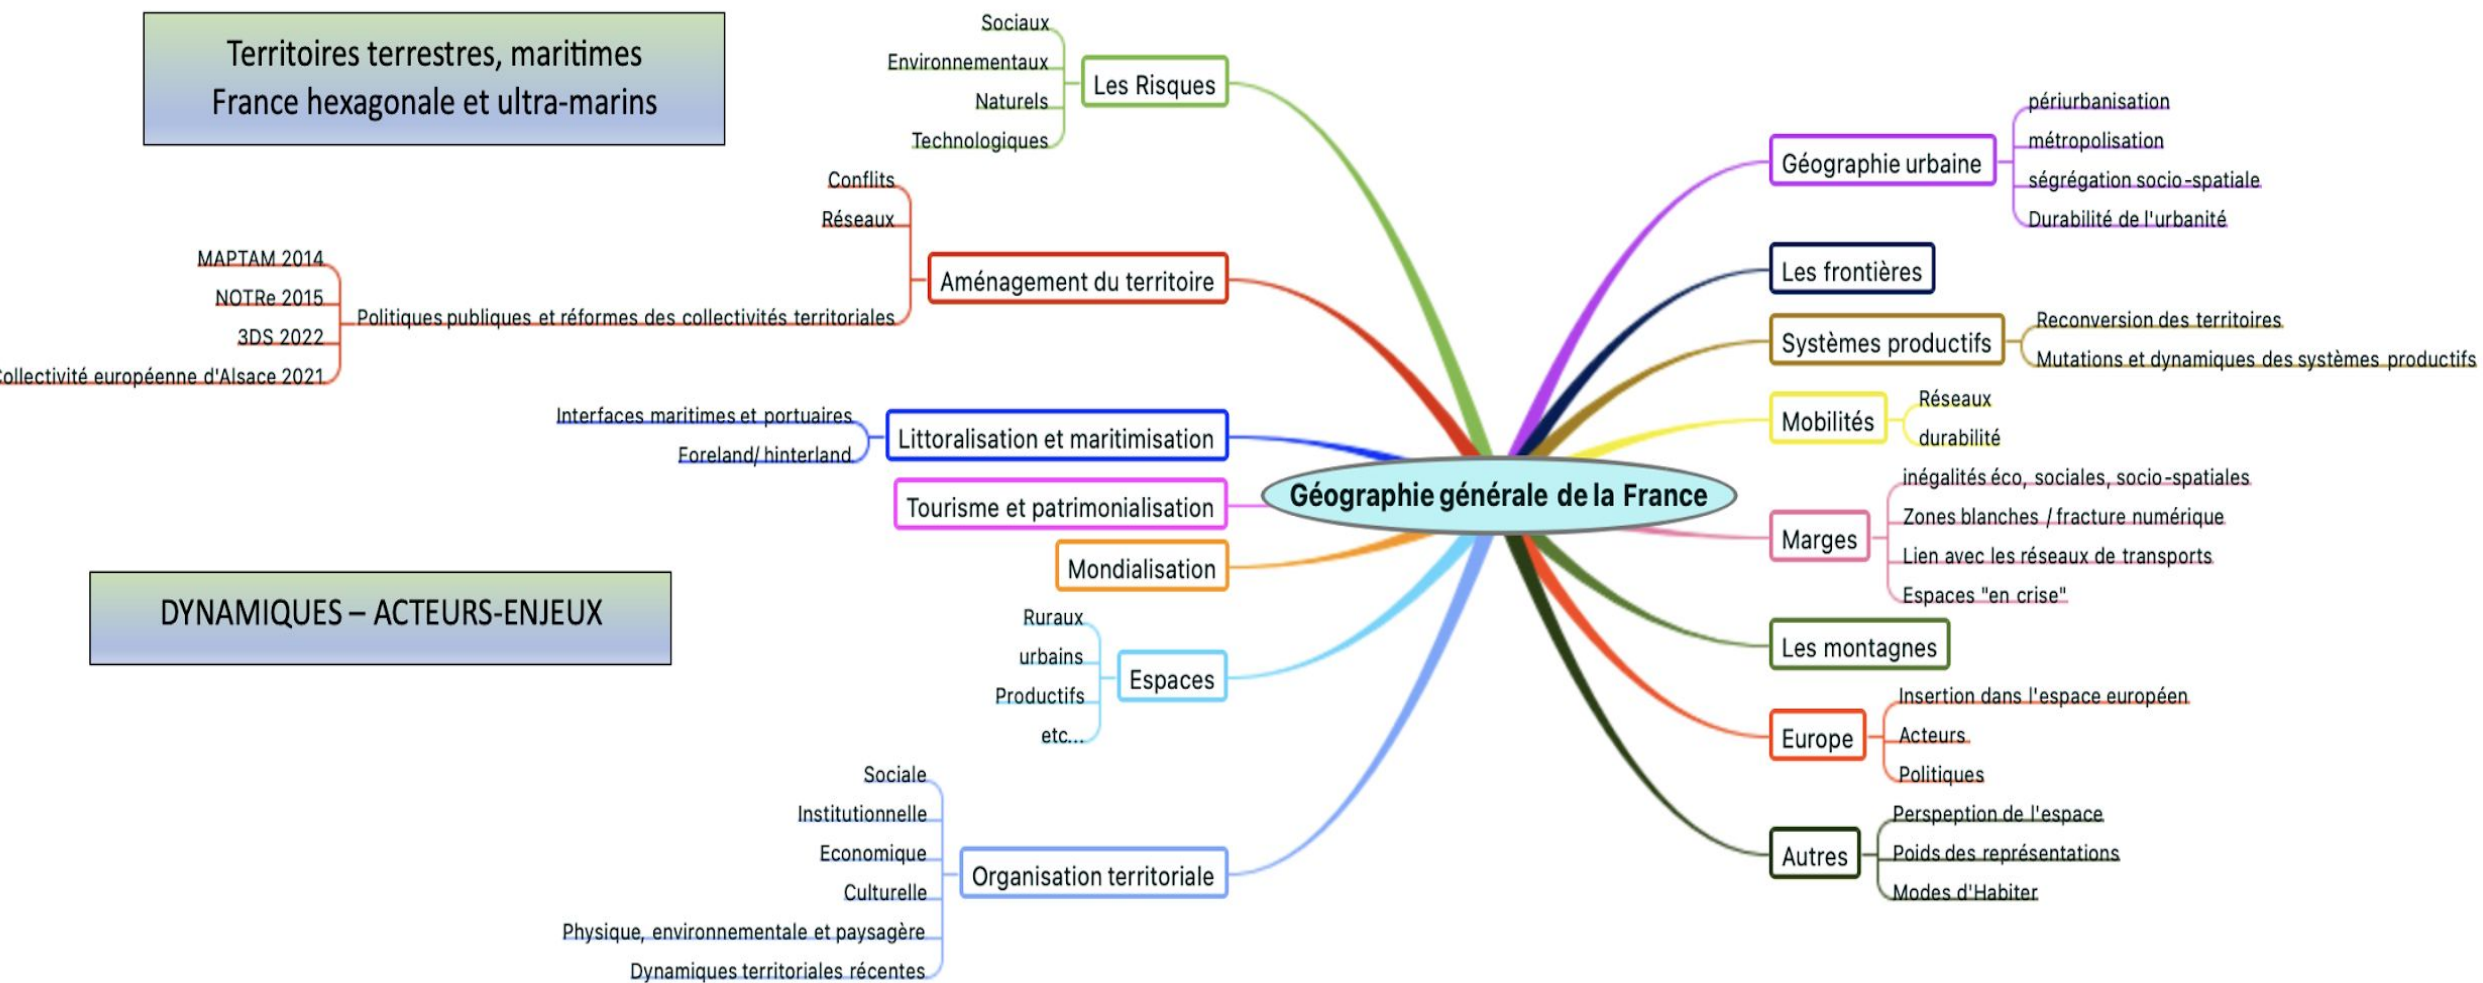 Territoires terrestres, maritimes
France hexagonale et ultra-marins
Sociaux
Environnementaux
Naturels
Technologiques
Les Risques
Conflits
Réseaux
Politiques publiques et réformes des collectivités territoriales
MAPTAM 2014
NOTRe 2015
3DS 2022
Collectivité européenne d'Alsace 2021
Aménagement du territoire
Interfaces maritimes et portuaires
Foreland/ hinterland
Littoralisation et maritimisation
Tourisme et patrimonialisation
Mondialisation
DYNAMIQUES – ACTEURS-ENJEUX
Ruraux
urbains
Productifs
etc...
Espaces
Sociale
Institutionnelle
Economique
Culturelle
Physique, environnementale et paysagère
Dynamiques territoriales récentes
Organisation territoriale
Géographie générale de la France
Géographie urbaine
périurbanisation
métropolisation
ségrégation socio-spatiale
Durabilité de l'urbanité
Les frontières
Systèmes productifs
Reconversion des territoires
Mutations et dynamiques des systèmes productifs
Mobilités
Réseaux
durabilité
Marges
inégalités éco, sociales, socio-spatiales
Zones blanches / fracture numérique
Lien avec les réseaux de transports
Espaces "en crise"
Les montagnes
Europe
Insertion dans l'espace européen
Acteurs
Politiques
Autres
Perspeption de l'espace
Poids des représentations
Modes d'Habiter